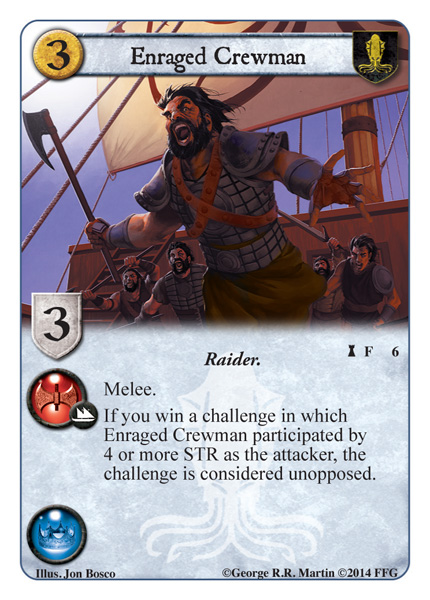 3
Enraged Crewman
3
Raider.
F 6
Melee.
If you win a challenge in which
Enraged Crewman participated by
4 or more STR as the attacker, the
challenge is considered unopposed.
Illus. Jon Bosco
©George R.R. Martin ©2014 FFG